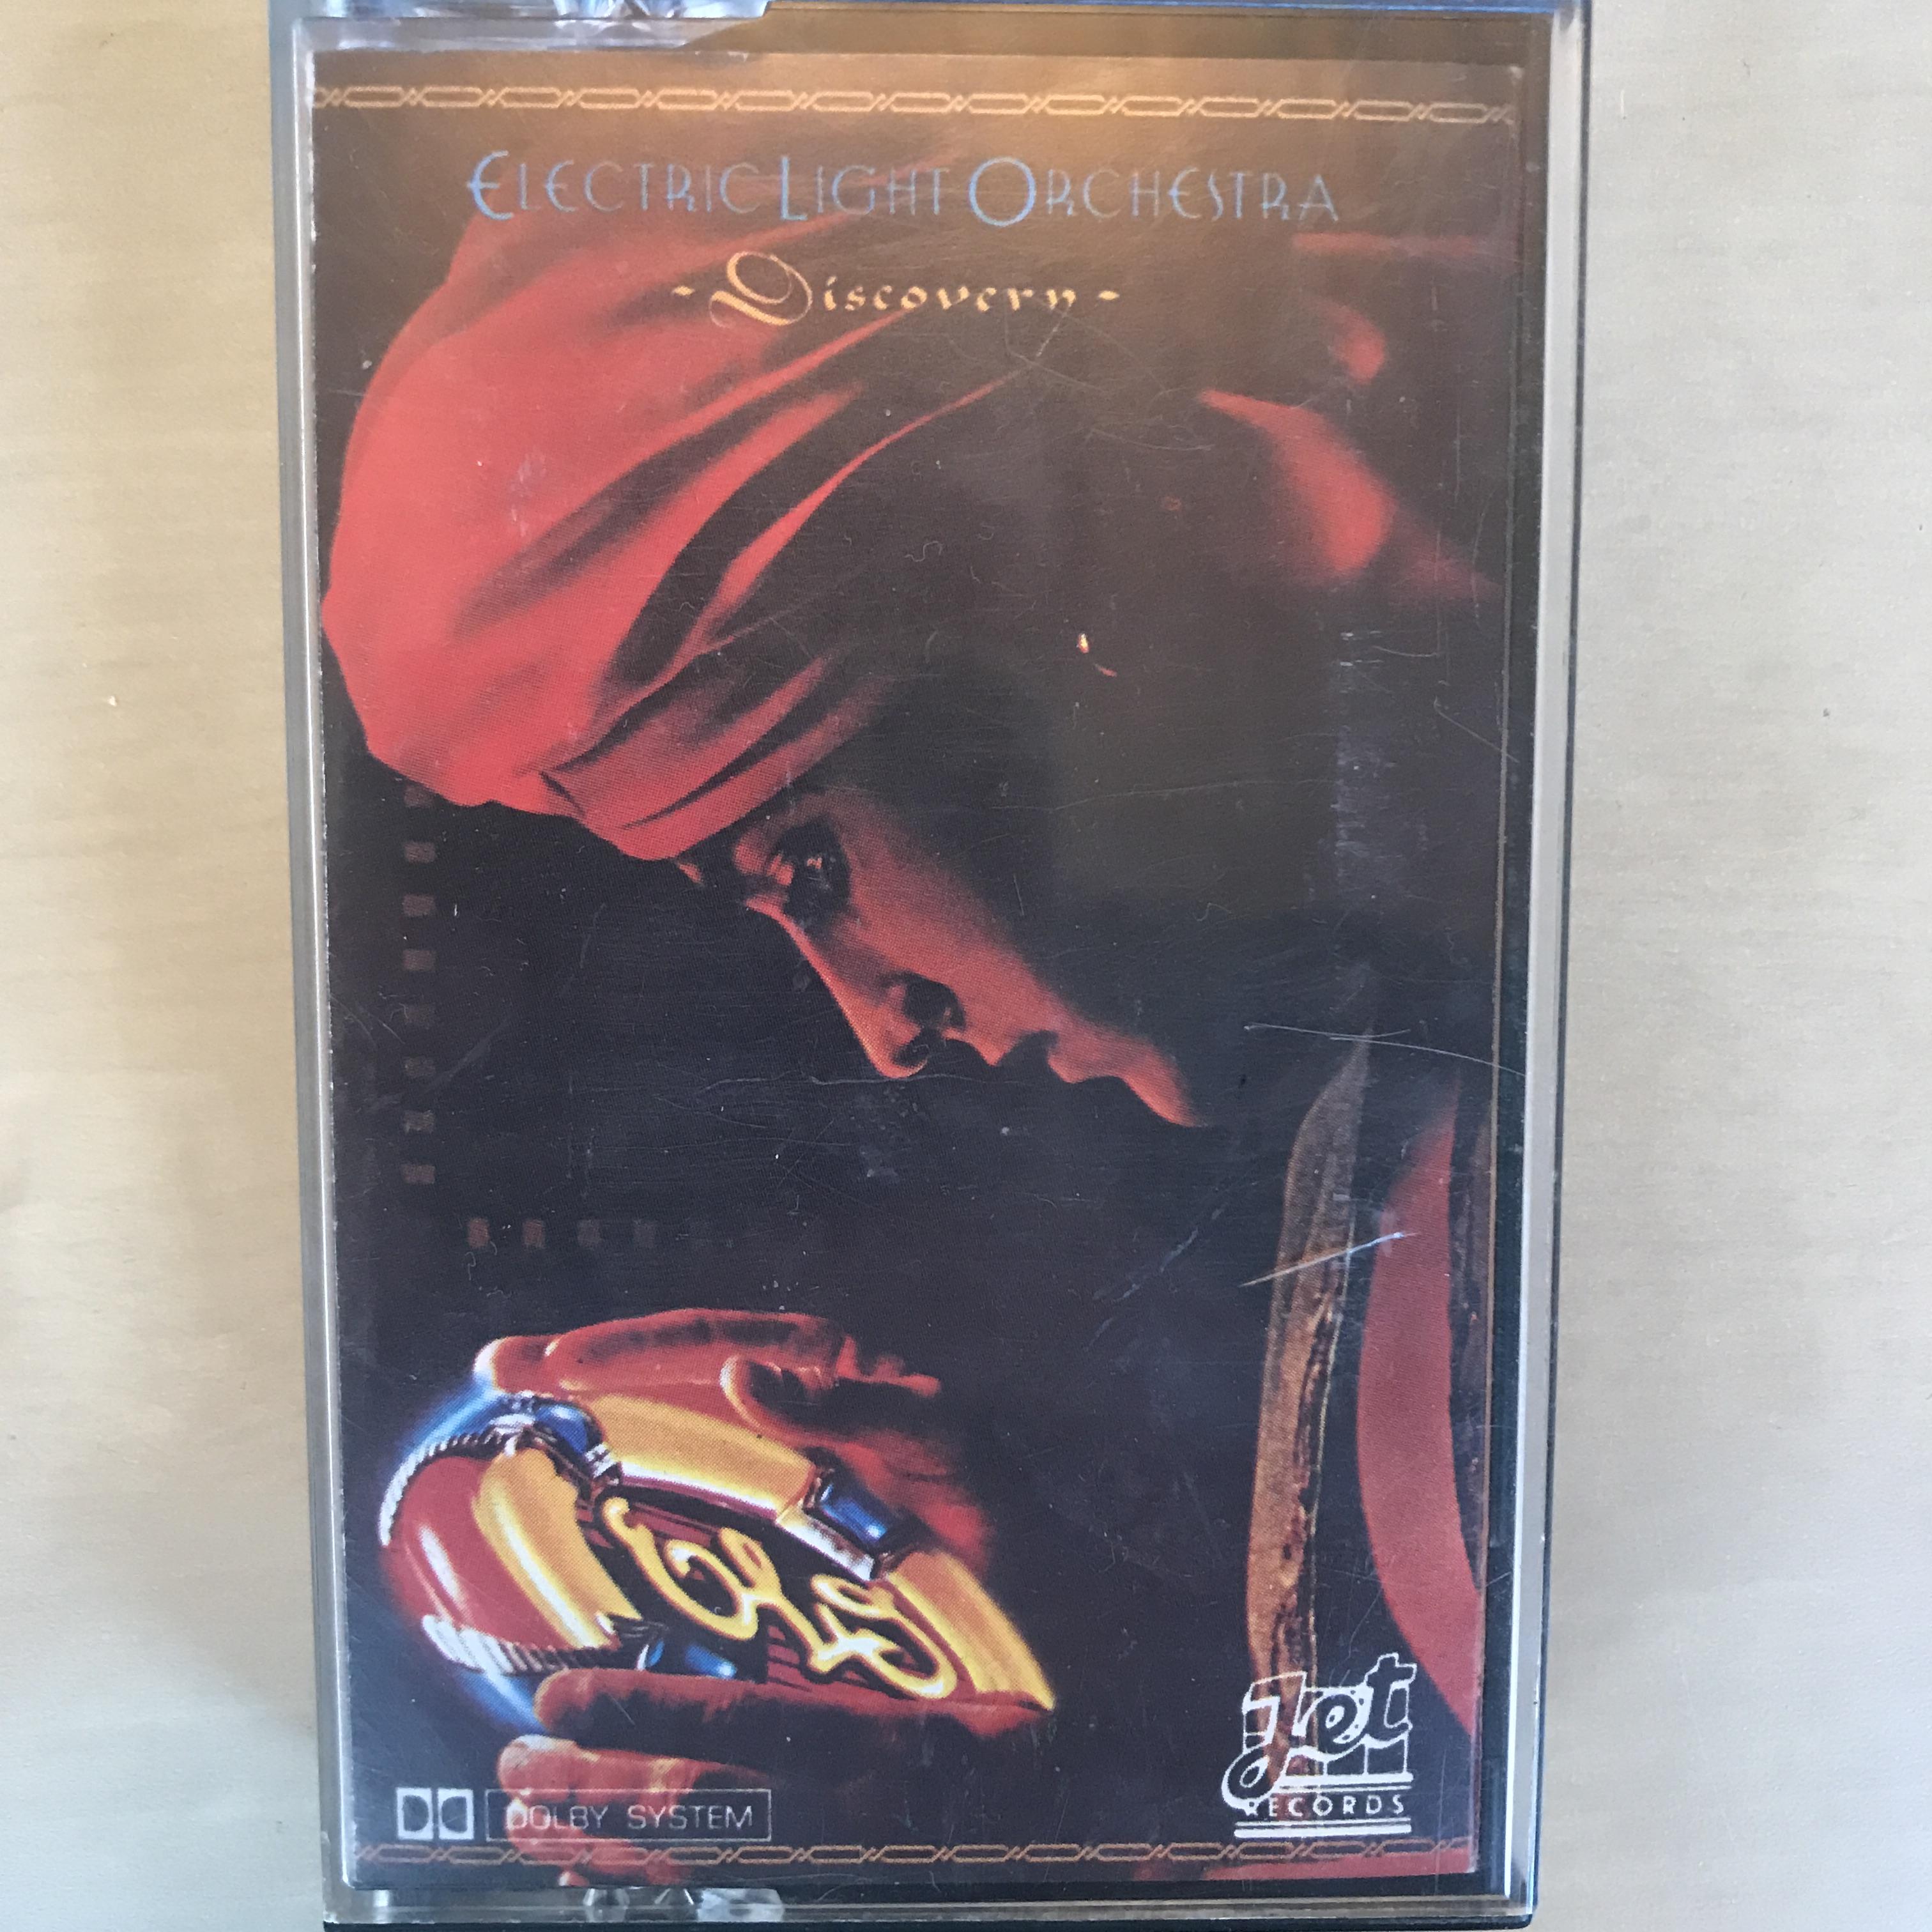 ELECTRIC LIGHT ORCHESTRA
- Discovery -
ELO
Jet
RECORDS
DOLBY SYSTEM